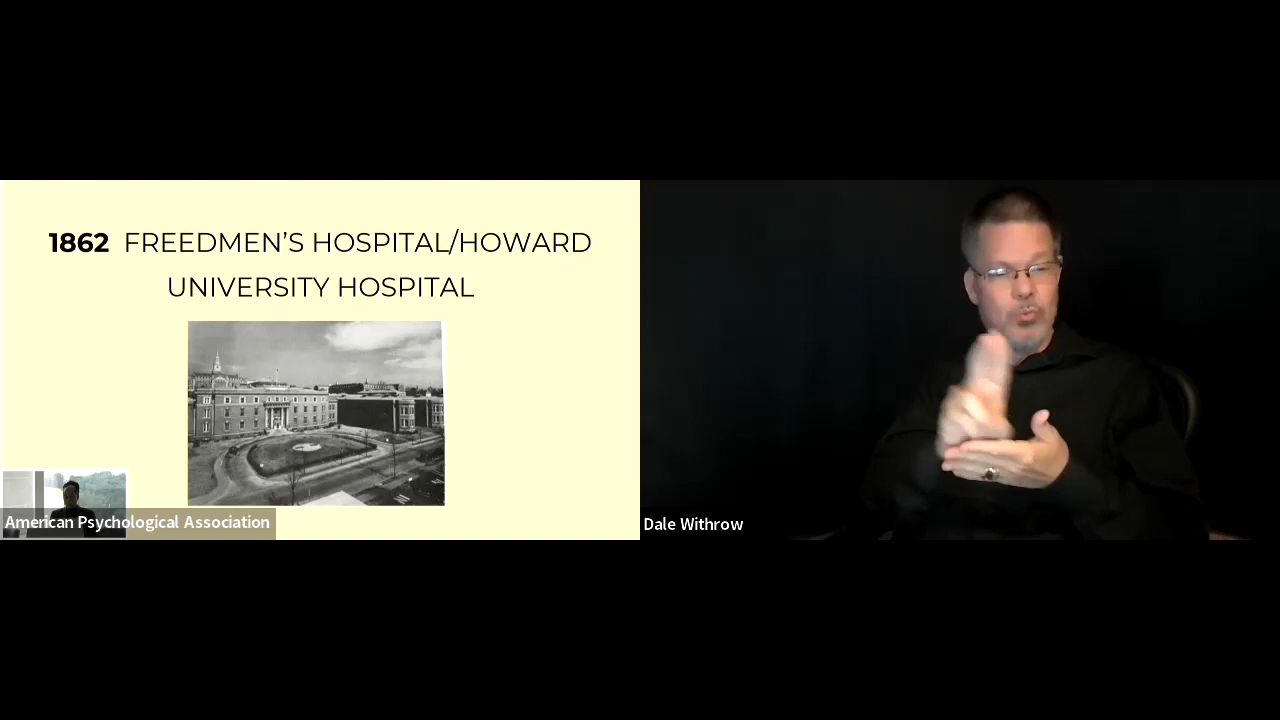 1862 FREEDMEN’S HOSPITAL/HOWARD
UNIVERSITY HOSPITAL
American Psychological Association
Dale Withrow